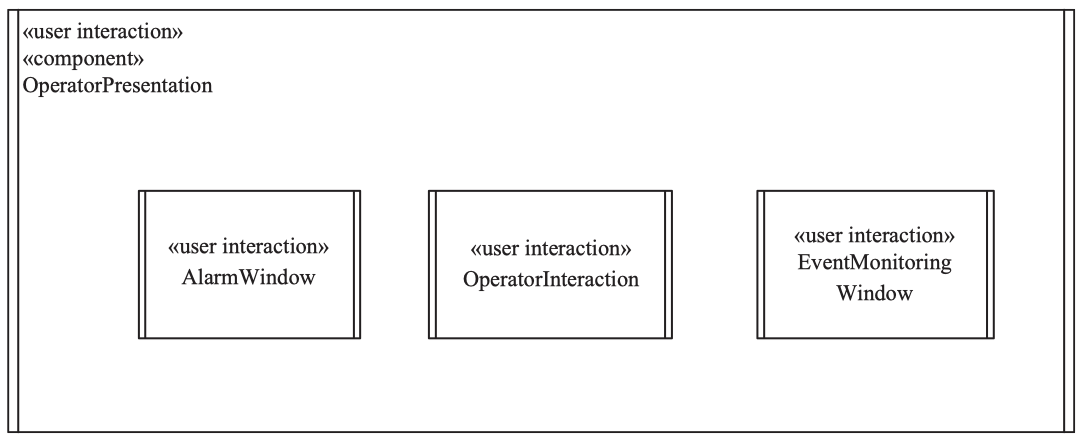 «user interaction»
«component»
OperatorPresentation
«user interaction»
AlarmWindow
«user interaction»
OperatorInteraction
«user interaction»
EventMonitoring
Window